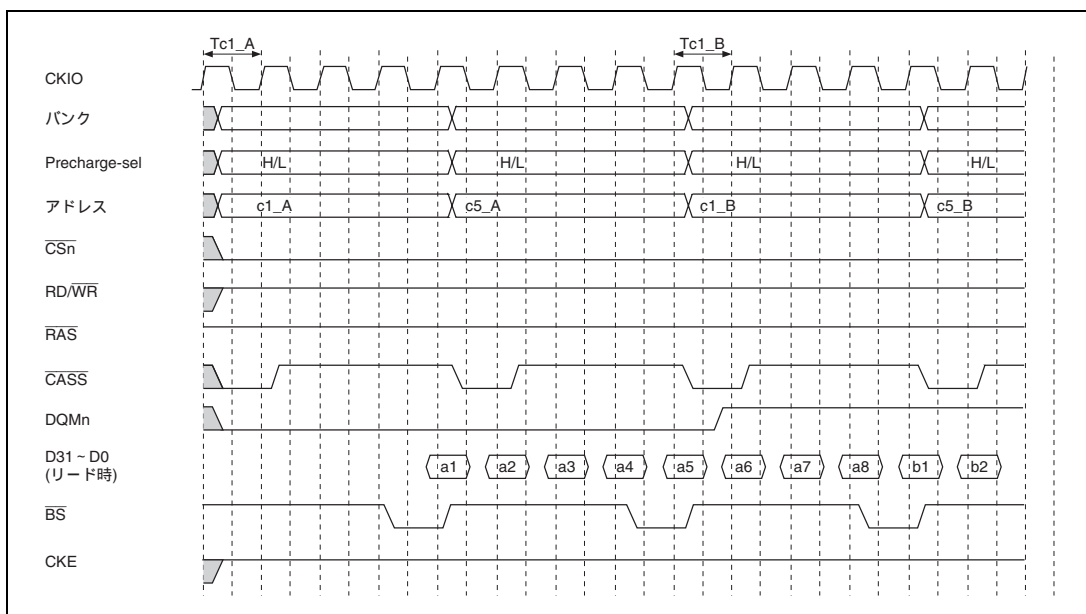 Tc1_A Tc1_B
CKIO
バンク
Precharge-sel H/L H/L H/L H/L
アドレス c1_A c5_A c1_B c5_B
CSn
RD/WR
RAS
CASS
DQMn
D31 ~ D0
(リード時) a1 a2 a3 a4 a5 a6 a7 a8 b1 b2
BS
CKE